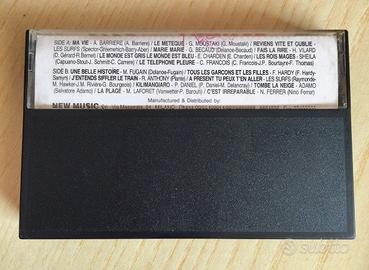 SIDE A: MA VIE - A. BARRIERE (A. Barriere) / LE METEQUE - G. MOUSTAKI (G. Moustaki) / REVIENS VITE ET OUBLIE -
LES SURFS (Spector-Greenwich-Barry-Aber) / MARIE MARIE - G. BECAUD (Delanoe-Becaud) / FAIS LA RIRE - H. VILARD
(D. Gérard-R. Bernet) / LE MONDE EST GRIS LE MONDE EST BLEU - E. CHARDEN (E. Charden) / LES ROIS MAGES - SHEILA
(Capuano-Stout-J. Schmitt-C. Carrere) / LE TELEPHONE PLEURE - C. FRANCOIS (C. Francois-J.P. Bourtayre-F. Thomas)
SIDE B: UNE BELLE HISTOIRE - M. FUGAIN (Delanoe-Fugain) / TOUS LES GARCONS ET LES FILLES - F. HARDY (F. Hardy-
Samyn) / J'ENTENDS SIFFLER LE TRAIN - R. ANTHONY (Plante) / A PRESENT TU PEUX T'EN ALLER - LES SURFS (Raymonde-
M. Hawker-J.M. Rivière-G. Bourgeois) / KILIMANGIARO - P. DANIEL (P. Daniel-M. Delancray) / TOMBE LA NEIGE - ADAMO
(Salvatore Adamo) / LA PLAGE - M. LAFORET (Vanwetter-P. Barouh) / C'EST IRREPARABLE - N. FERRER (Nino Ferrer)
Manufactured & Distributed by:
NEW MUSIC
subito